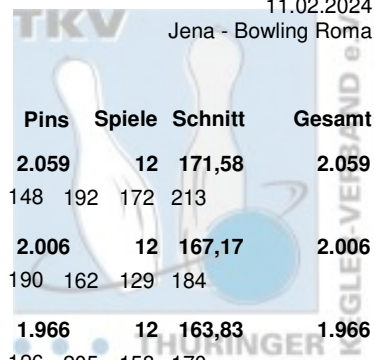 11.02.2024
TKV
Jena - Bowling Roma
Pins Spiele Schnitt Gesamt
2.059 12 171,58 2.059
148 192 172 213
2.006 12 167,17 2.006
190 162 129 184
1.966 12 163,83 1.966
THÜRINGER
KEGLER-VERBAND e.V.